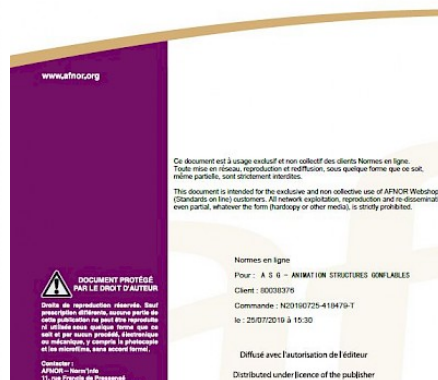 www.afnor.org
Ce document est à usage exclusif et non collectif des clients Normes en ligne.
Toute mise en réseau, reproduction et rediffusion, sous quelque forme que ce soit,
même partielle, sont strictement interdites.
This document is intended for the exclusive and non collective use of AFNOR Webshop
(Standards on line) customers. All network exploitation, reproduction and re-dissemination,
even partial, whatever the form (hardcopy or other media), is strictly prohibited.
DOCUMENT PROTÉGÉ
PAR LE DROIT D'AUTEUR
Droits de reproduction réservés. Sauf
prescription différente, aucune partie de
cette publication ne peut être reproduite
ni utilisée sous quelque forme que ce
soit et par aucun procédé, électronique
ou mécanique, y compris la photocopie
et les microfilms, sans accord formel.
Contacter :
AFNOR – Norm'Info
11, rue Francis de Pressensé
Normes en ligne
Pour : A S G - ANIMATION STRUCTURES GONFLABLES
Client : 80038376
Commande : N20190725-418479-T
le : 25/07/2019 à 15:30
Diffusé avec l'autorisation de l'éditeur
Distributed under licence of the publisher